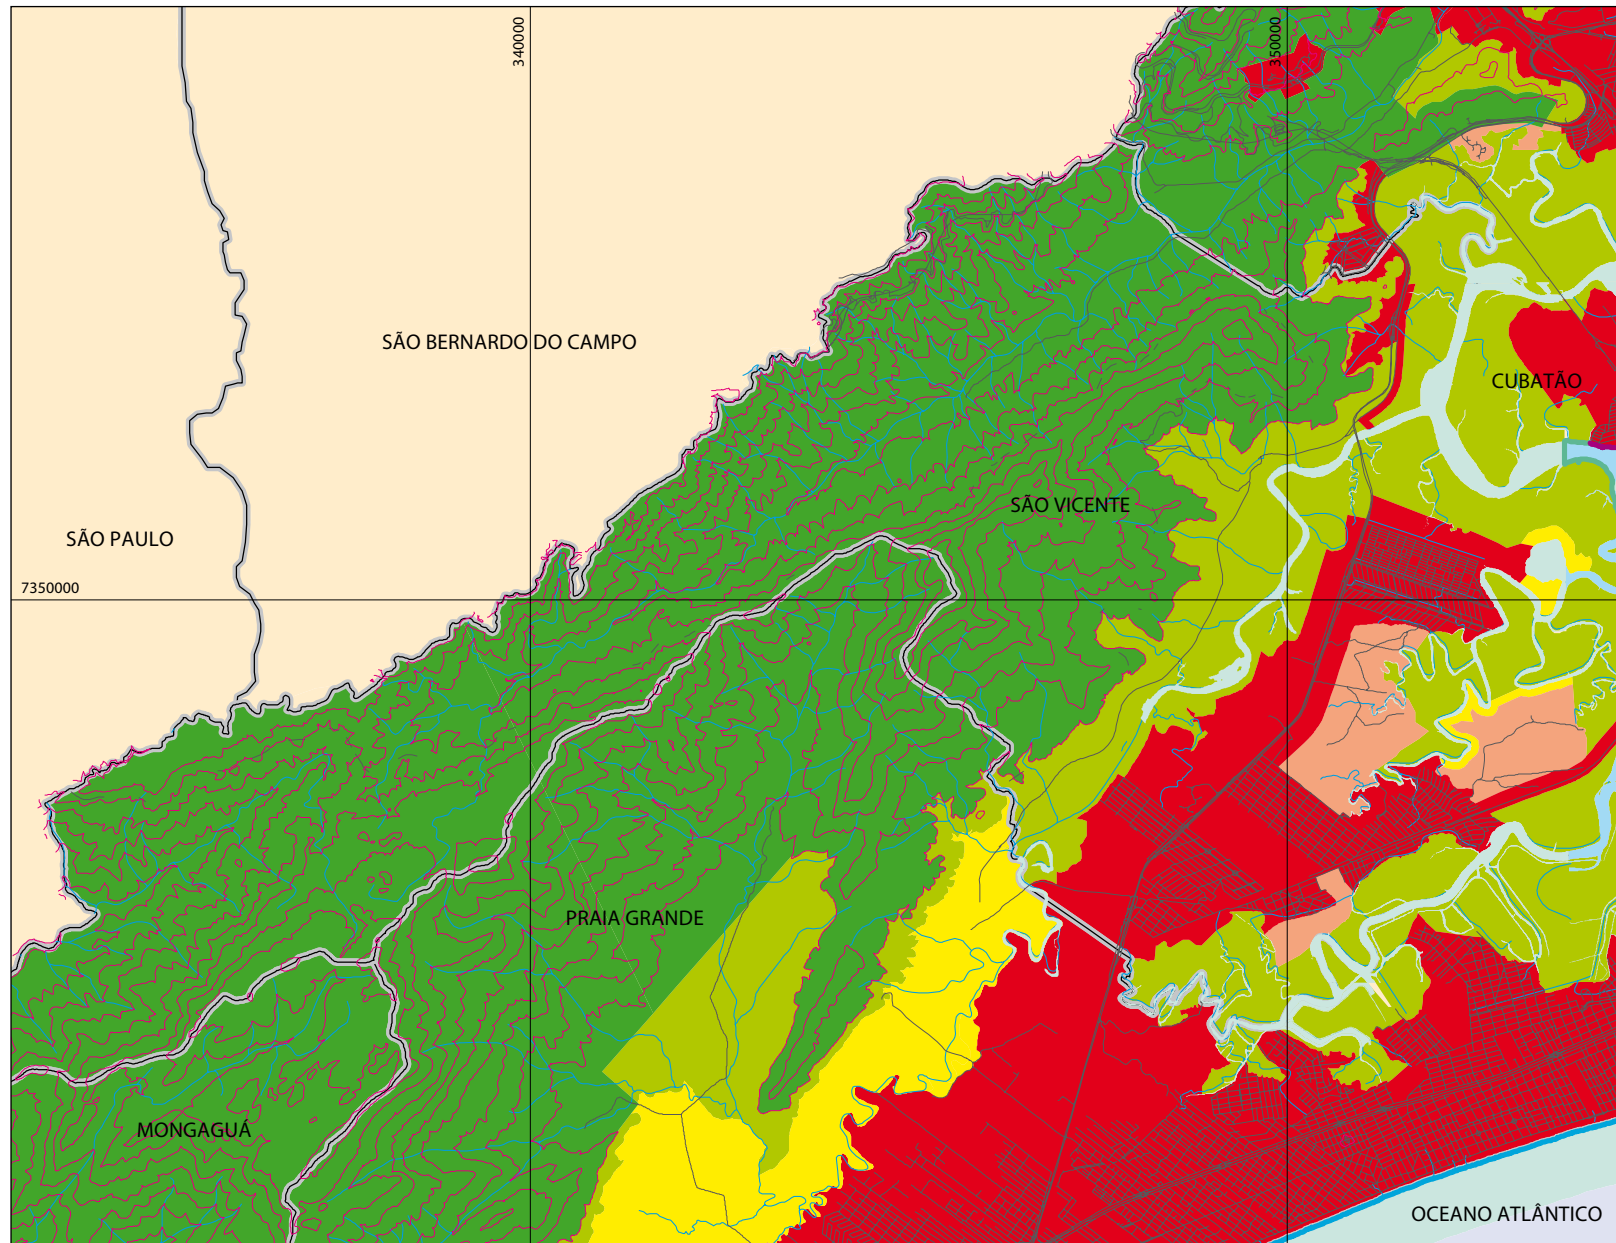 340000
350000
SÃO BERNARDO DO CAMPO
CUBATÃO
SÃO VICENTE
SÃO PAULO
7350000
PRAIA GRANDE
MONGAGUÁ
OCEANO ATLÂNTICO